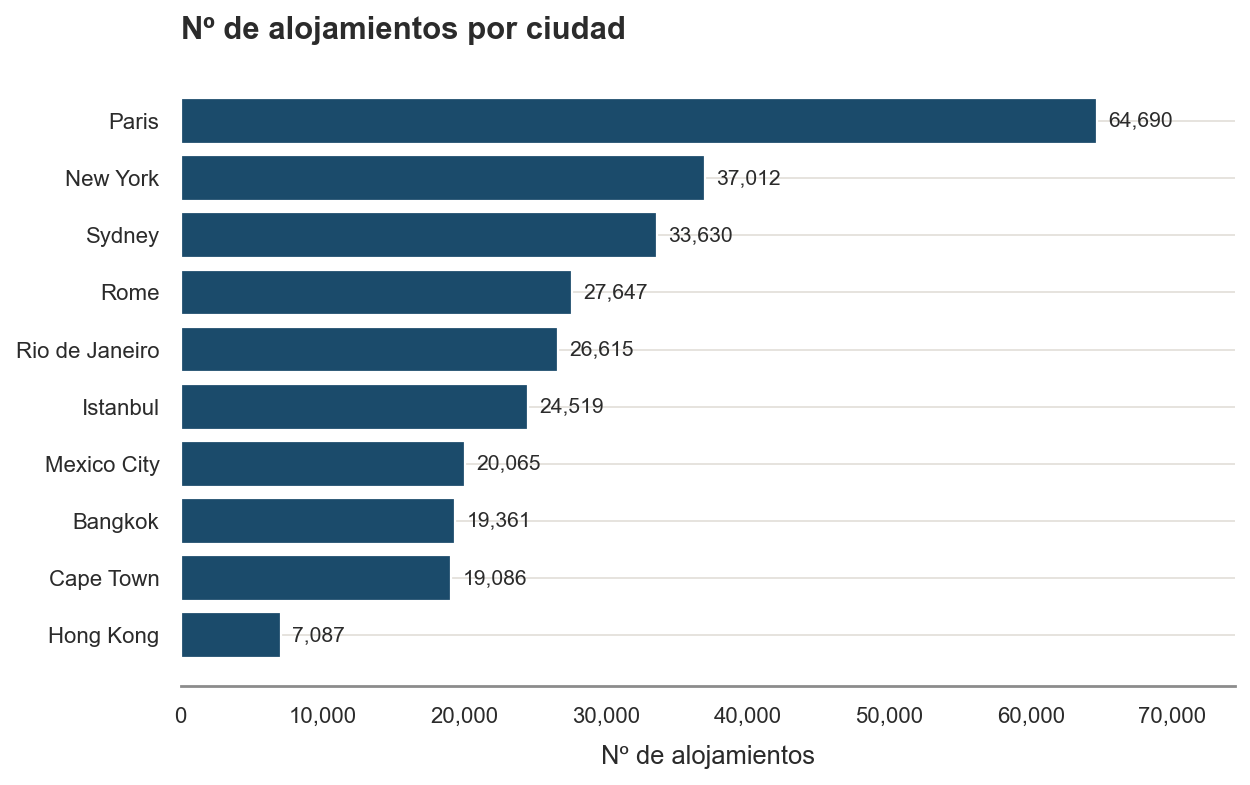 Nº de alojamientos por ciudad
Paris 64,690
New York 37,012
Sydney 33,630
Rome 27,647
Rio de Janeiro 26,615
Istanbul 24,519
Mexico City 20,065
Bangkok 19,361
Cape Town 19,086
Hong Kong 7,087
0 10,000 20,000 30,000 40,000 50,000 60,000 70,000
Nº de alojamientos